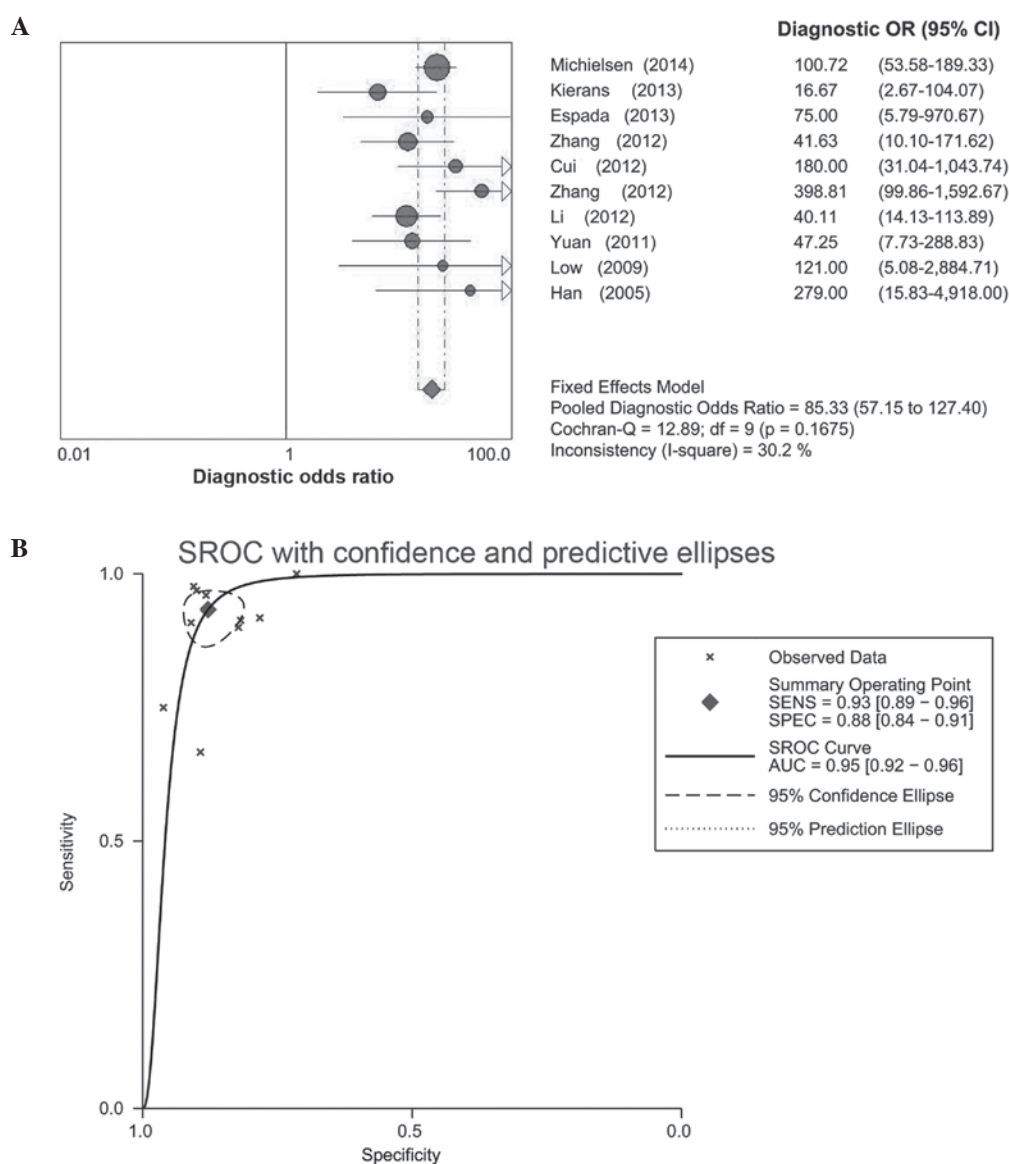 A
Diagnostic OR (95% CI)
Michielsen (2014) 100.72 (53.58-189.33)
Kierans (2013) 16.67 (2.67-104.07)
Espada (2013) 75.00 (5.79-970.67)
Zhang (2012) 41.63 (10.10-171.62)
Cui (2012) 180.00 (31.04-1,043.74)
Zhang (2012) 398.81 (99.86-1,592.67)
Li (2012) 40.11 (14.13-113.89)
Yuan (2011) 47.25 (7.73-288.83)
Low (2009) 121.00 (5.08-2,884.71)
Han (2005) 279.00 (15.83-4,918.00)
Fixed Effects Model
Pooled Diagnostic Odds Ratio = 85.33 (57.15 to 127.40)
Cochran-Q = 12.89; df = 9 (p = 0.1675)
Inconsistency (I-square) = 30.2 %
0.01 1 100.0
Diagnostic odds ratio
B
SROC with confidence and predictive ellipses
1.0
0.5
0.0
Sensitivity
Observed Data
Summary Operating Point
SENS = 0.93 [0.89 − 0.96]
SPEC = 0.88 [0.84 − 0.91]
SROC Curve
AUC = 0.95 [0.92 − 0.96]
95% Confidence Ellipse
95% Prediction Ellipse
1.0 0.5 0.0
Specificity